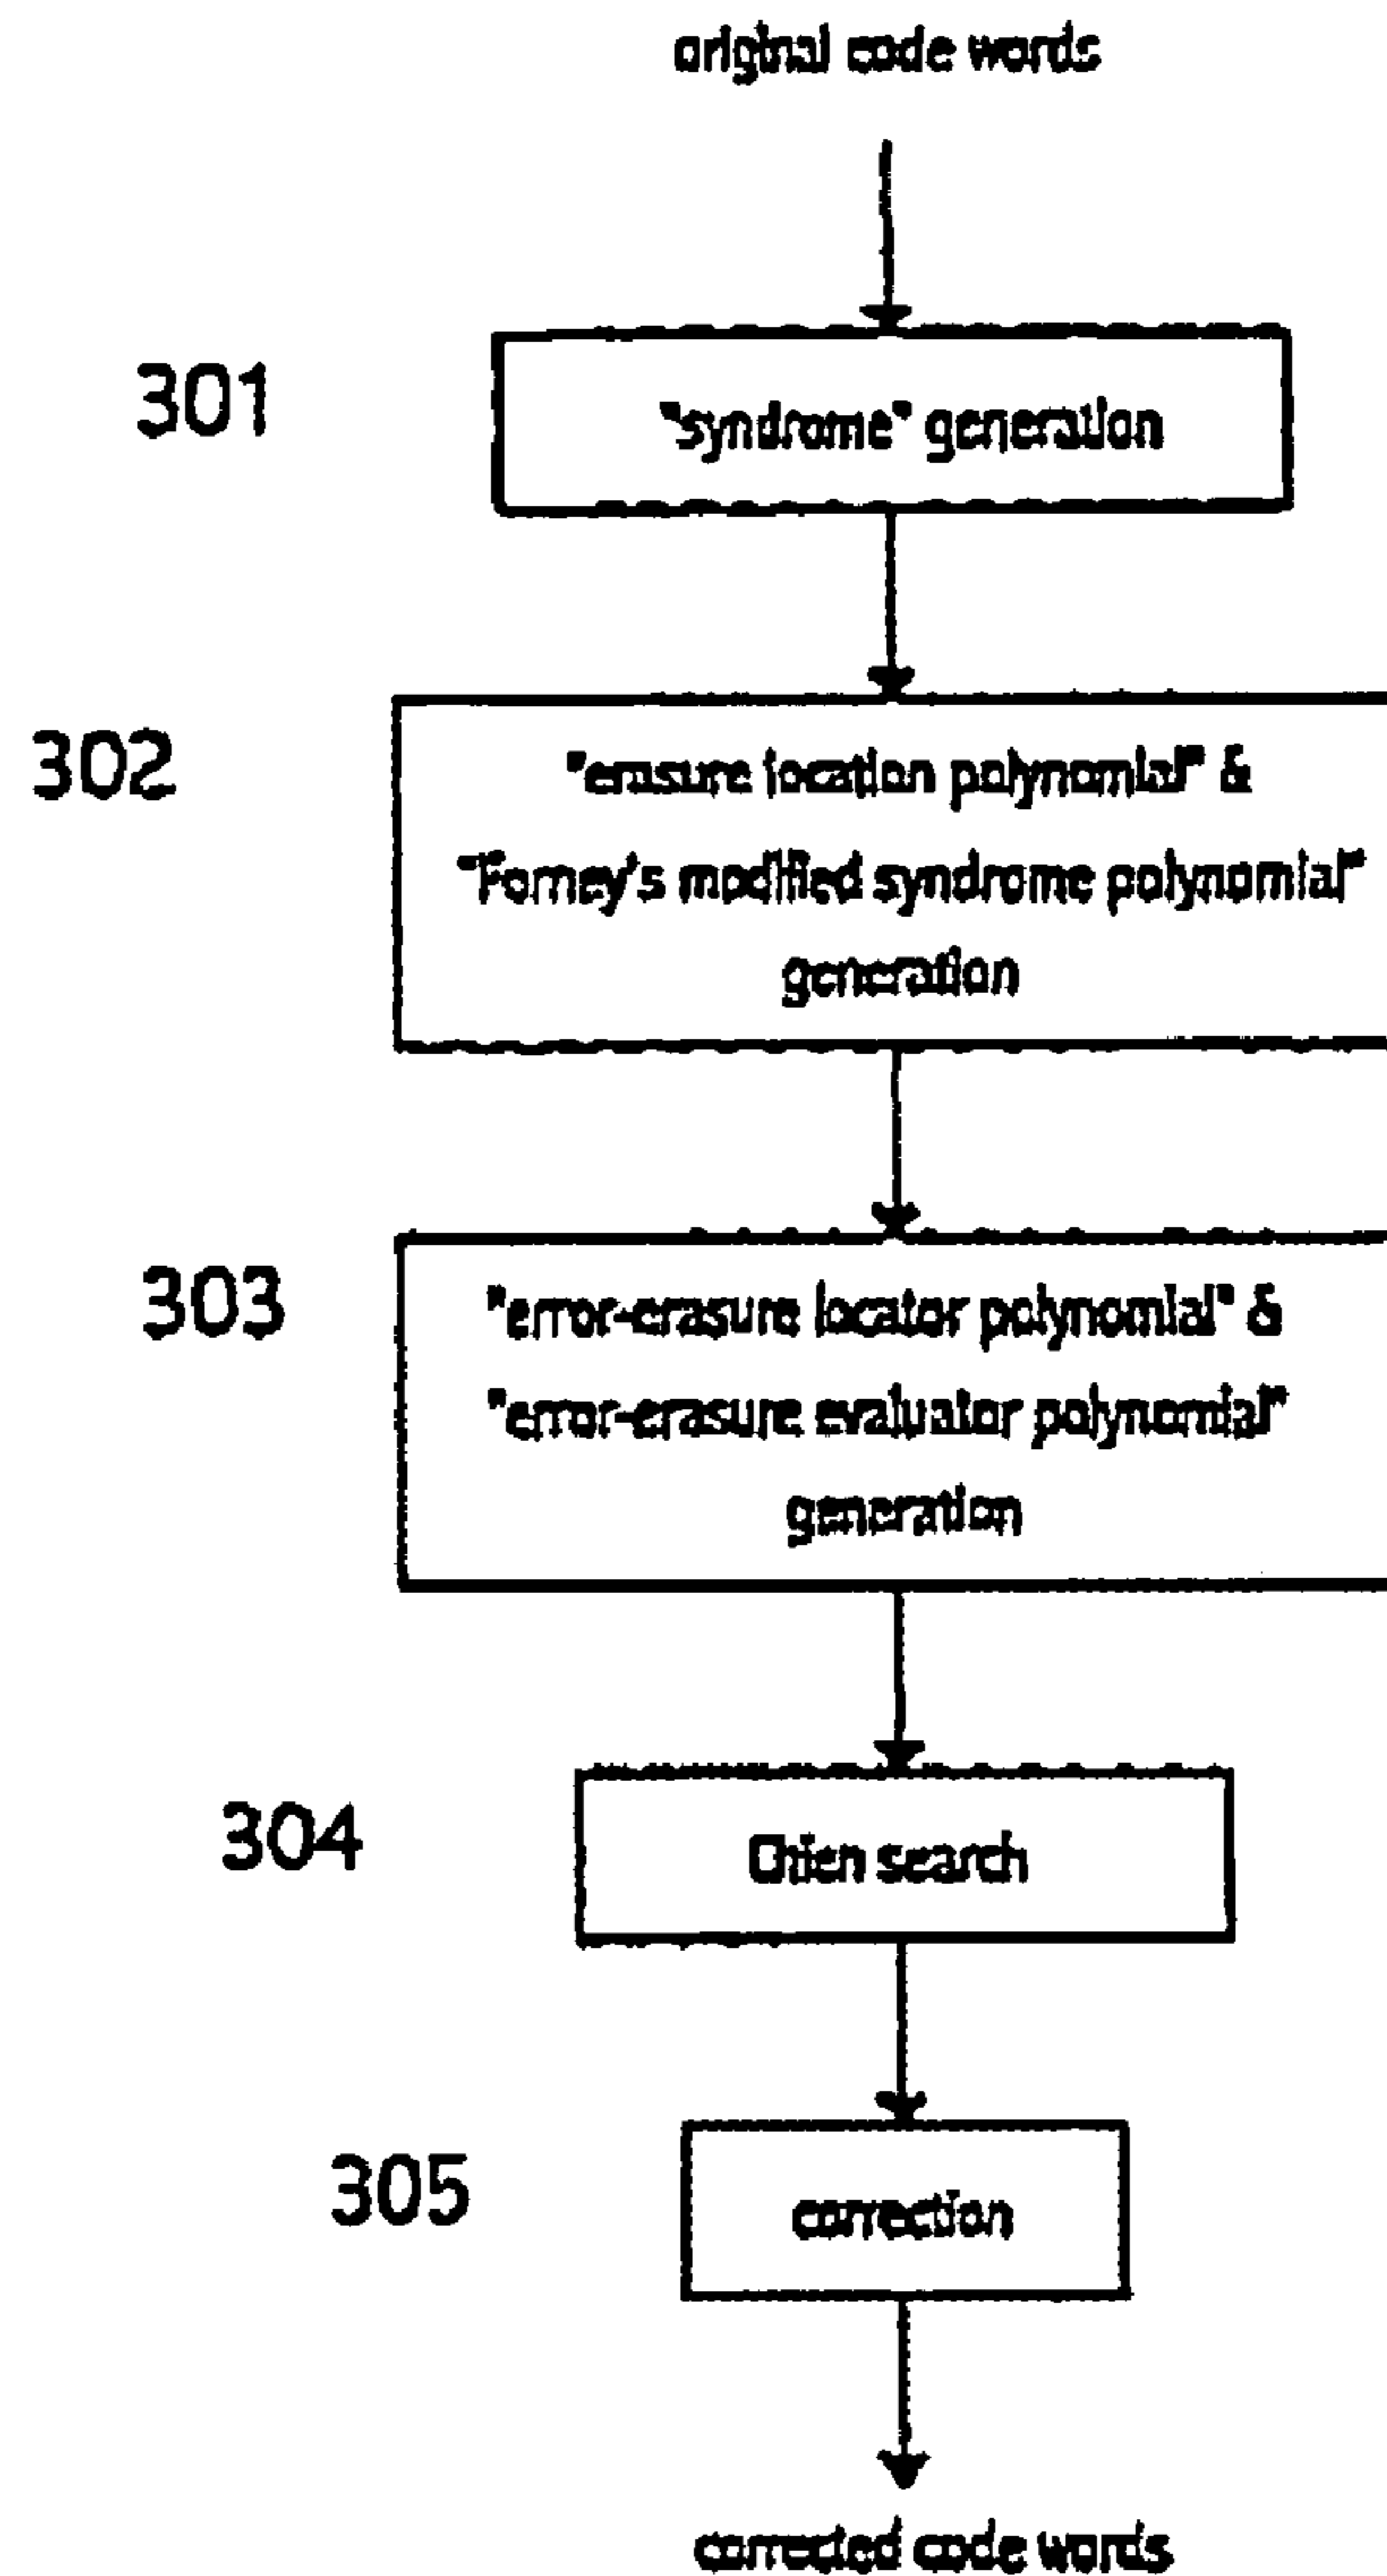 original code words
301
"syndrome" generation
302
"erasure location polynomial" &
"Forney's modified syndrome polynomial"
generation
303
"error-erasure locator polynomial" &
"error-erasure evaluator polynomial"
generation
304
Chien search
305
correction
corrected code words